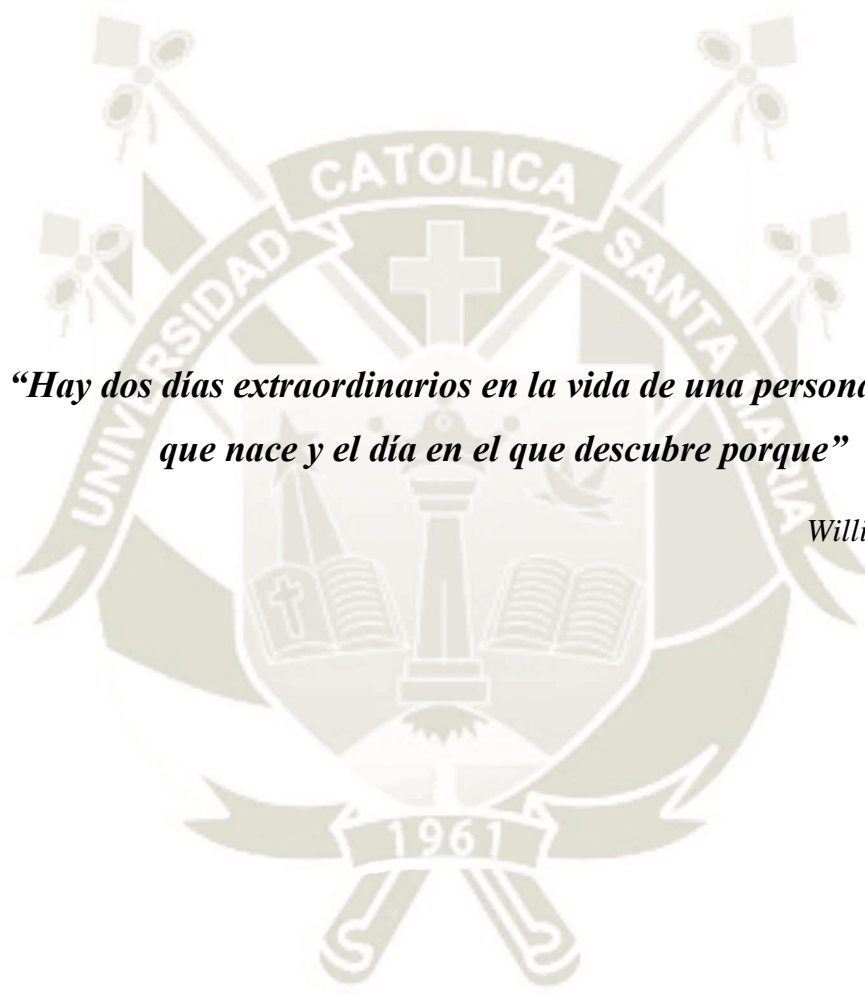 UNIVERSIDAD CATOLICA SANTA MARIA
“Hay dos días extraordinarios en la vida de una persona
que nace y el día en el que descubre porque”
Willi
1961